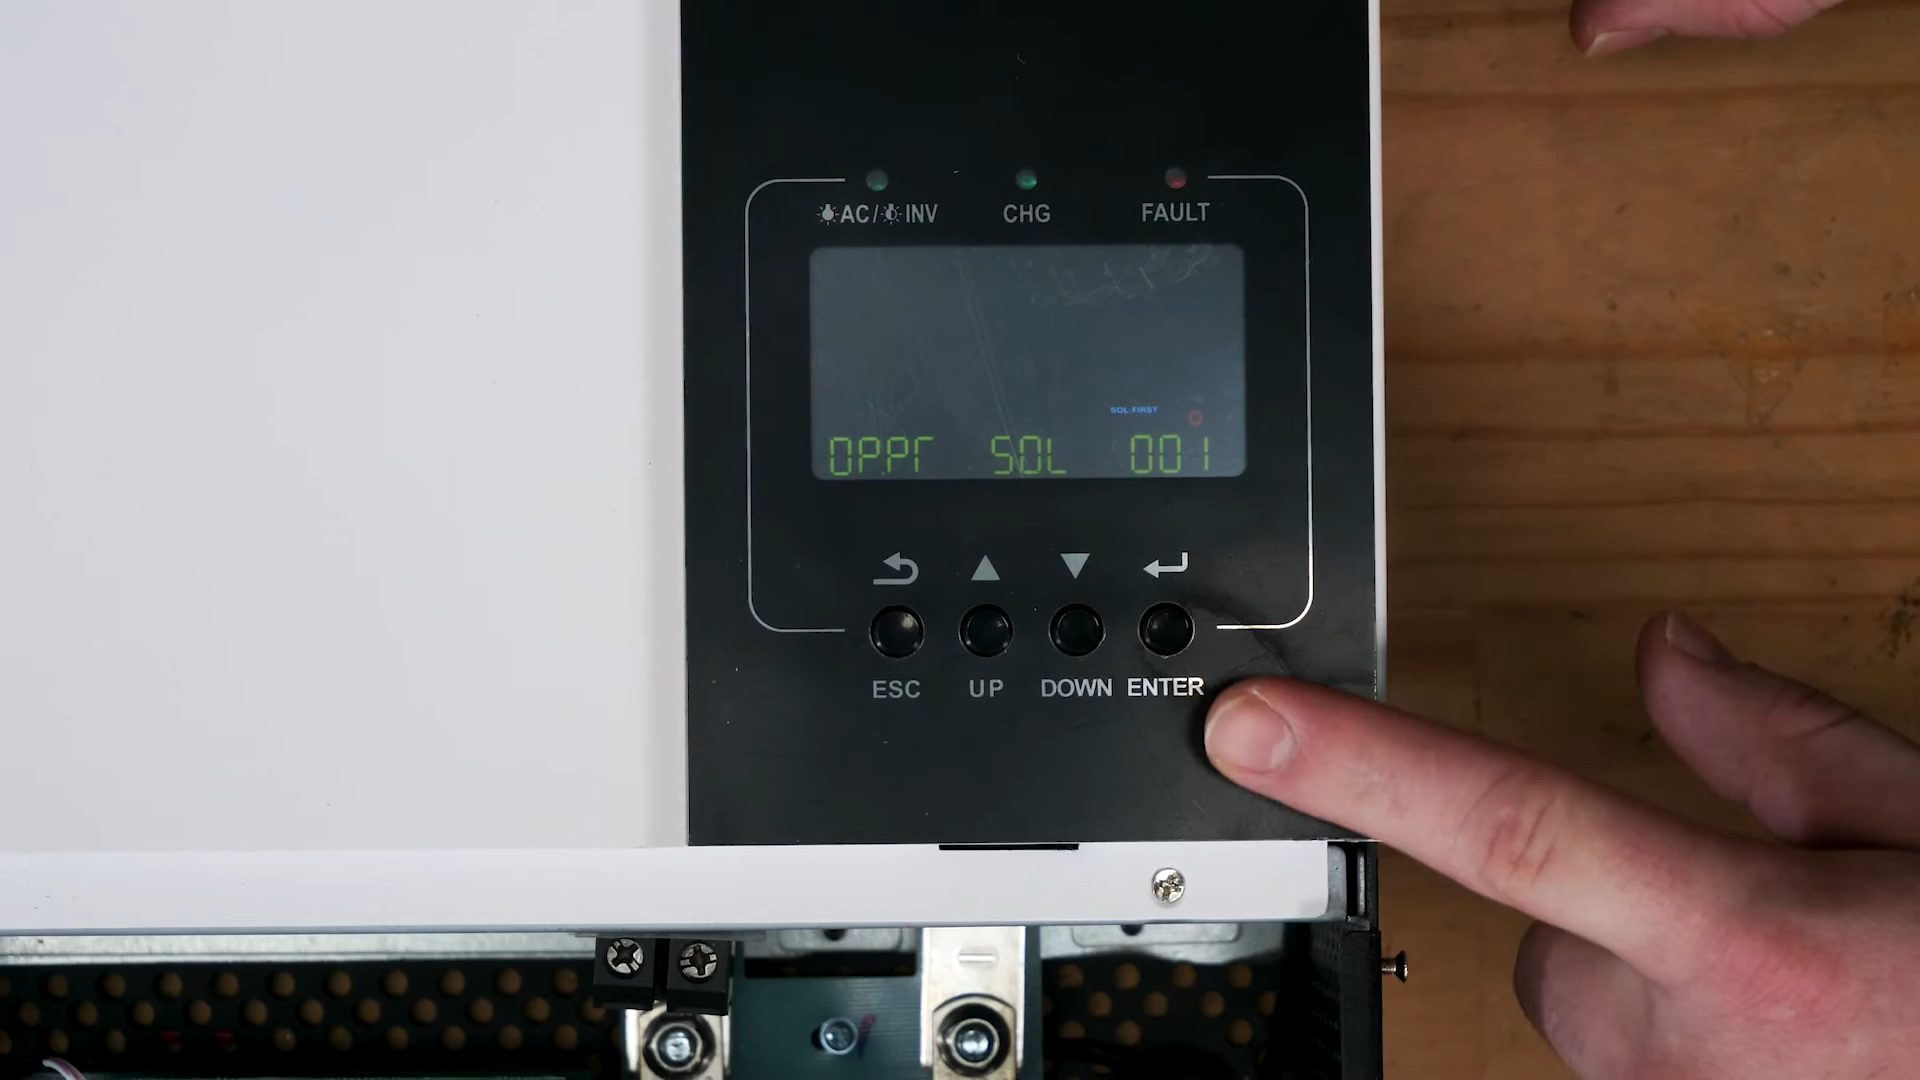 AC/ INV CHG FAULT
SOL FIRST
OPPr SOL 001
ESC UP DOWN ENTER